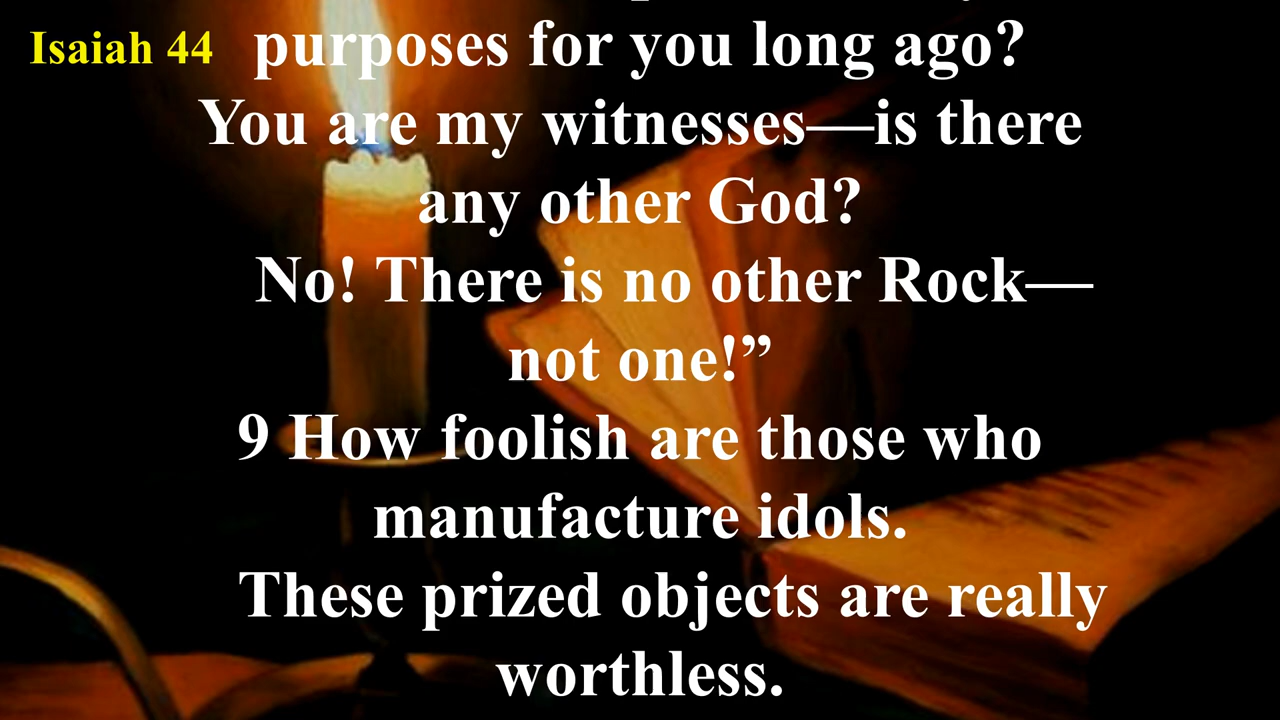 Isaiah 44
purposes for you long ago?
You are my witnesses—is there
any other God?
No! There is no other Rock—
not one!”
9 How foolish are those who
manufacture idols.
These prized objects are really
worthless.